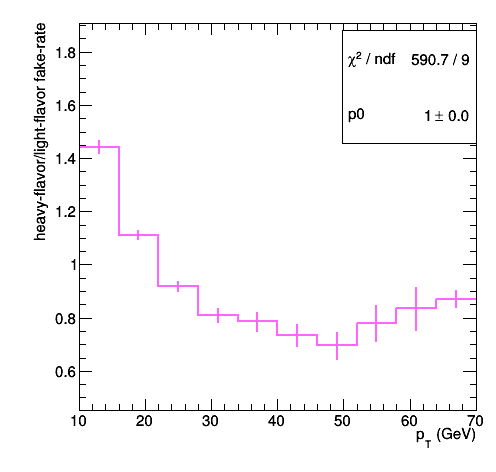 heavy-flavor/light-flavor fake-rate
χ² / ndf 590.7 / 9
p0 1 ± 0.0
1.8
1.6
1.4
1.2
1
0.8
0.6
10 20 30 40 50 60 70
p_T (GeV)